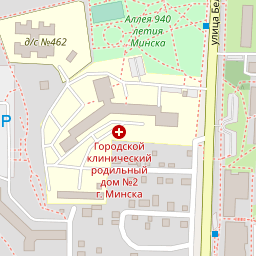 Аллея 940
летия
Минска
улица Бе
д/с №462
P
Городской
клинический
родильный
дом №2
г. Минска